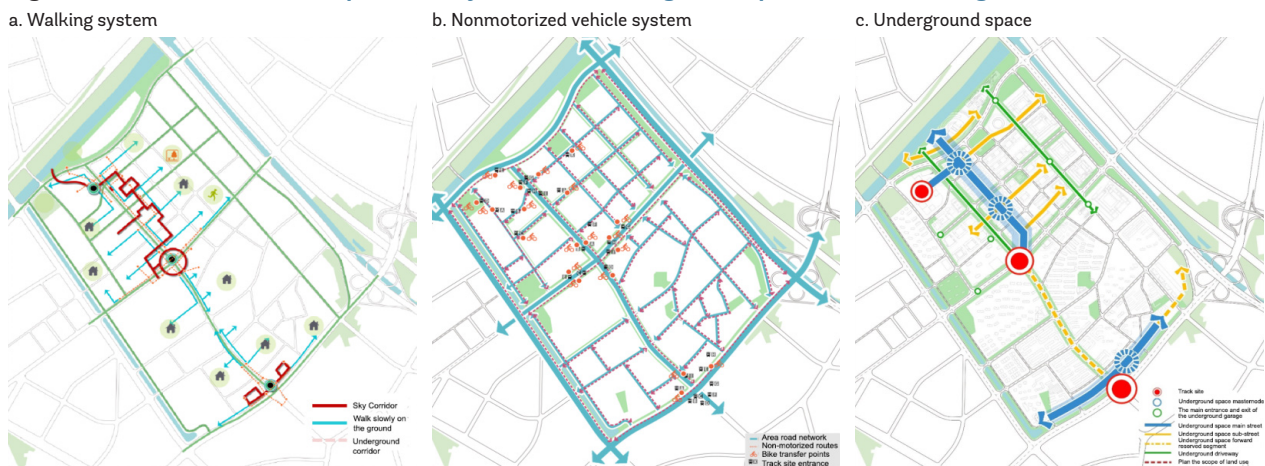 a. Walking system
b. Nonmotorized vehicle system
c. Underground space
Sky Corridor
Walk slowly on
the ground
Underground
corridor
Area road network
Non-motorized routes
Bike transfer points
Track site entrance
Track site
Underground space masternode
The main entrance and exit of
the underground garage
Underground space main street
Underground space sub-street
Underground space forward
reserved segment
Underground driveway
Plan the scope of land use